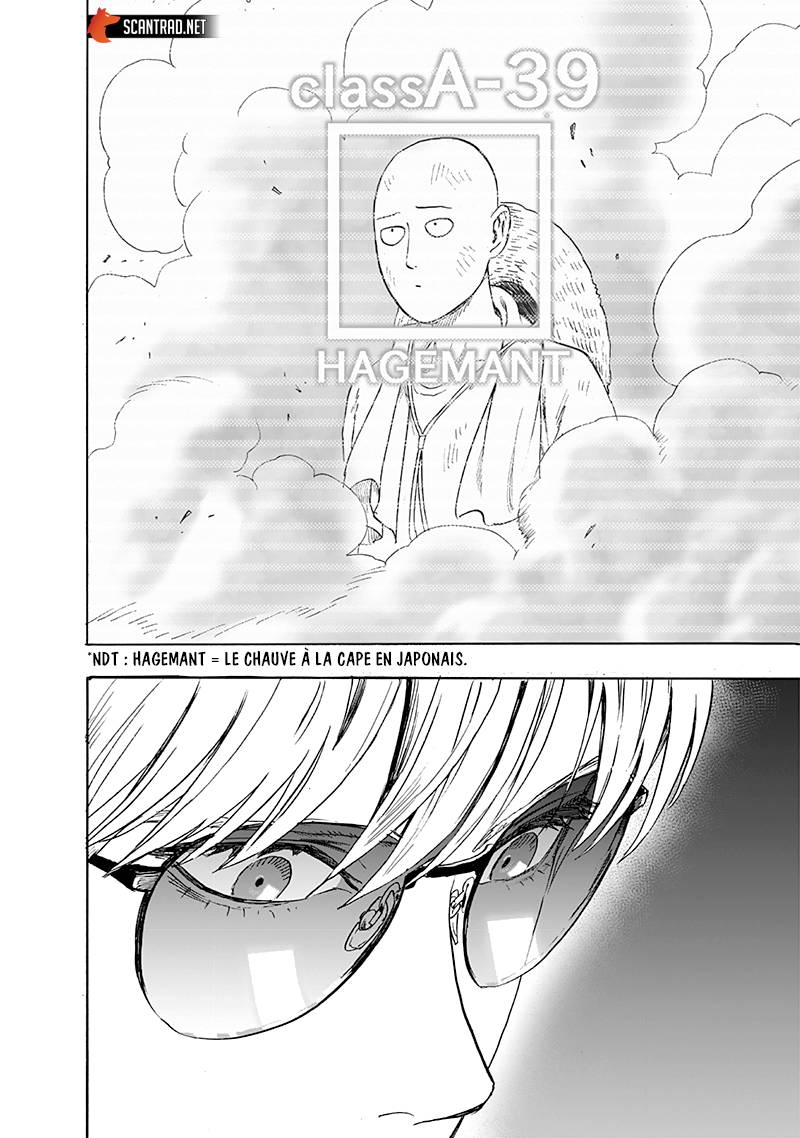 SCANTRAD.NET
classA-39
HAGEMANT
*NDT : HAGEMANT = LE CHAUVE À LA CAPE EN JAPONAIS.